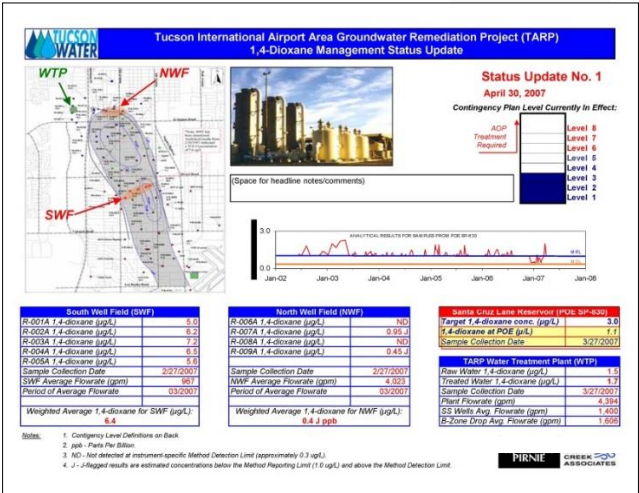 TUCSON
WATER
Tucson International Airport Area Groundwater Remediation Project (TARP)
1,4-Dioxane Management Status Update
WTP
NWF
SWF
Status Update No. 1
April 30, 2007
Contingency Plan Level Currently In Effect:
AOP
Treatment
Required
Level 8
Level 7
Level 6
Level 5
Level 4
Level 3
Level 2
Level 1
(Space for headline notes/comments)
ANALYTICAL RESULTS FOR SAMPLES FROM POE SP-830
3.0
0.0
MRL
MDL
Jan-02 Jan-03 Jan-04 Jan-05 Jan-06 Jan-07 Jan-08
South Well Field (SWF)
R-001A 1,4-dioxane (µg/L) 5.0
R-002A 1,4-dioxane (µg/L) 6.2
R-003A 1,4-dioxane (µg/L) 7.2
R-004A 1,4-dioxane (µg/L) 6.5
R-005A 1,4-dioxane (µg/L) 5.6
Sample Collection Date 2/27/2007
SWF Average Flowrate (gpm) 967
Period of Average Flowrate 03/2007
Weighted Average 1,4-dioxane for SWF (µg/L):
6.4
North Well Field (NWF)
R-006A 1,4-dioxane (µg/L) ND
R-007A 1,4-dioxane (µg/L) 0.95 J
R-008A 1,4-dioxane (µg/L) ND
R-009A 1,4-dioxane (µg/L) 0.45 J
Sample Collection Date 2/27/2007
NWF Average Flowrate (gpm) 4,023
Period of Average Flowrate 03/2007
Weighted Average 1,4-dioxane for NWF (µg/L):
0.4 J ppb
Santa Cruz Lane Reservoir (POE SP-830)
Target 1,4-dioxane conc. (µg/L) 3.0
1,4-dioxane at POE (µg/L) 1.1
Sample Collection Date 3/27/2007
TARP Water Treatment Plant (WTP)
Raw Water 1,4-dioxane (µg/L) 1.5
Treated Water 1,4-dioxane (µg/L) 1.7
Sample Collection Date 3/27/2007
Plant Flowrate (gpm) 4,394
SS Wells Avg. Flowrate (gpm) 1,400
B-Zone Drop Avg. Flowrate (gpm) 1,606
Notes:
1. Contigency Level Definitions on Back.
2. ppb - Parts Per Billion.
3. ND - Not detected at instrument-specific Method Detection Limit (approximately 0.3 ug/L).
4. J - J-flagged results are estimated concentrations below the Method Reporting Limit (1.0 ug/L) and above the Method Detection Limit.
PIRNIE
CREEK
ASSOCIATES